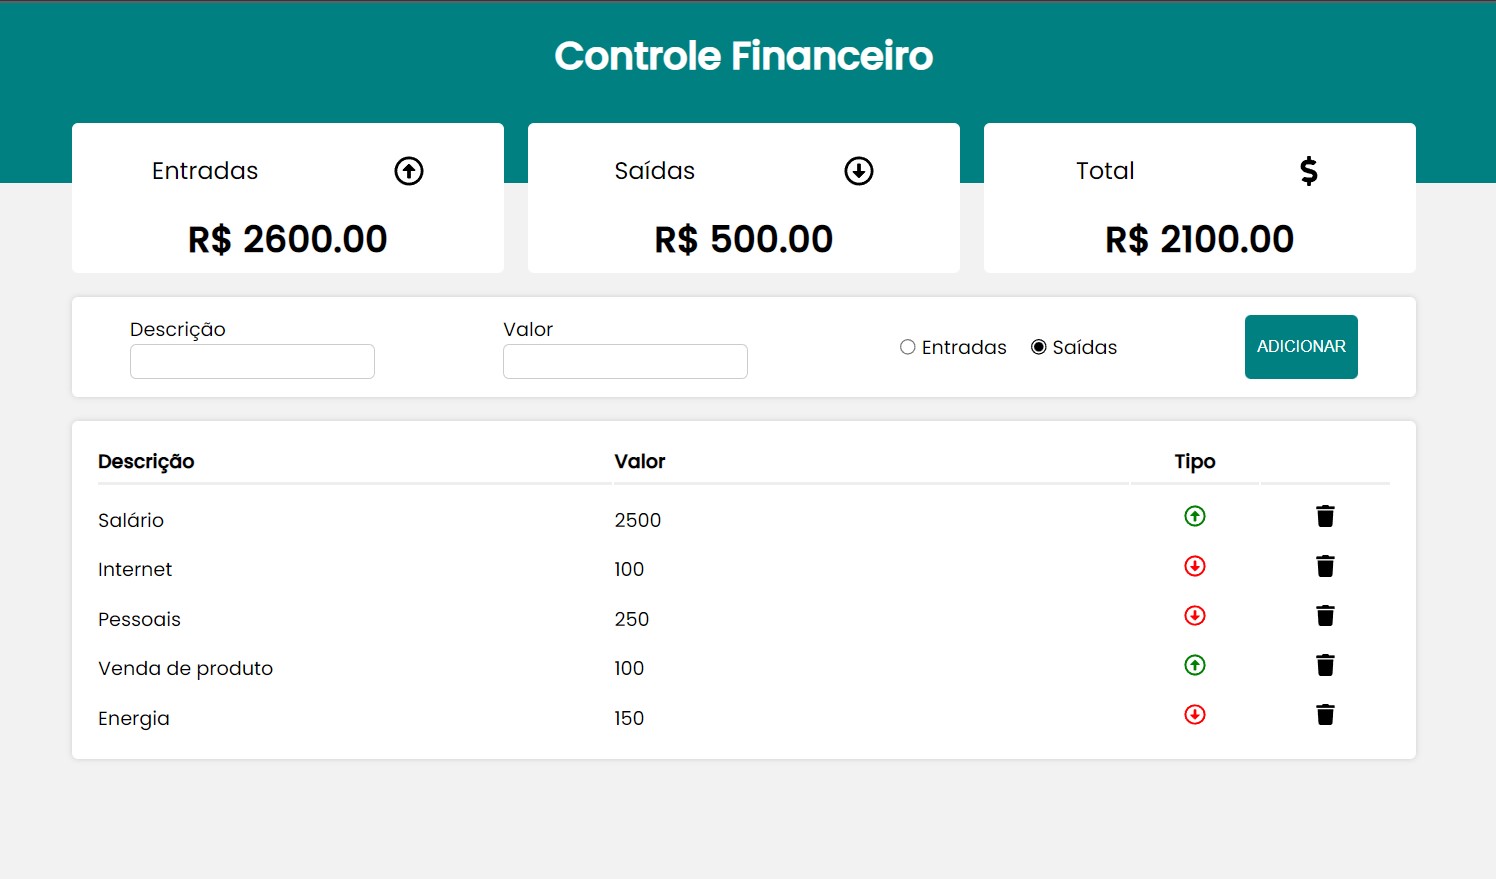 Controle Financeiro
Entradas
Saídas
Total $
R$ 2600.00
R$ 500.00
R$ 2100.00
Descrição
Valor
Entradas Saídas
ADICIONAR
Descrição Valor Tipo
Salário 2500
Internet 100
Pessoais 250
Venda de produto 100
Energia 150